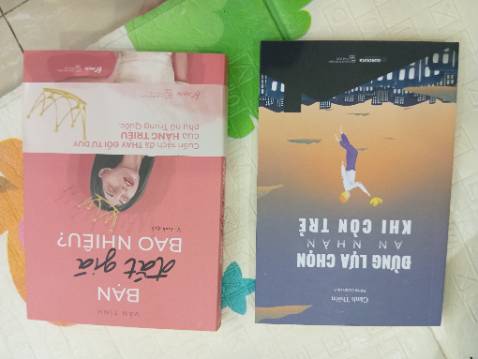 VÃN TÌNH
BẠN
đắt giá
BAO NHIÊU?
Cuốn sách đã THAY ĐỔI TƯ DUY
của HÀNG TRIỆU
phụ nữ Trung Quốc
Cảnh Thiên
ĐỪNG LỰA CHỌN
AN NHÀN
KHI CÒN TRẺ